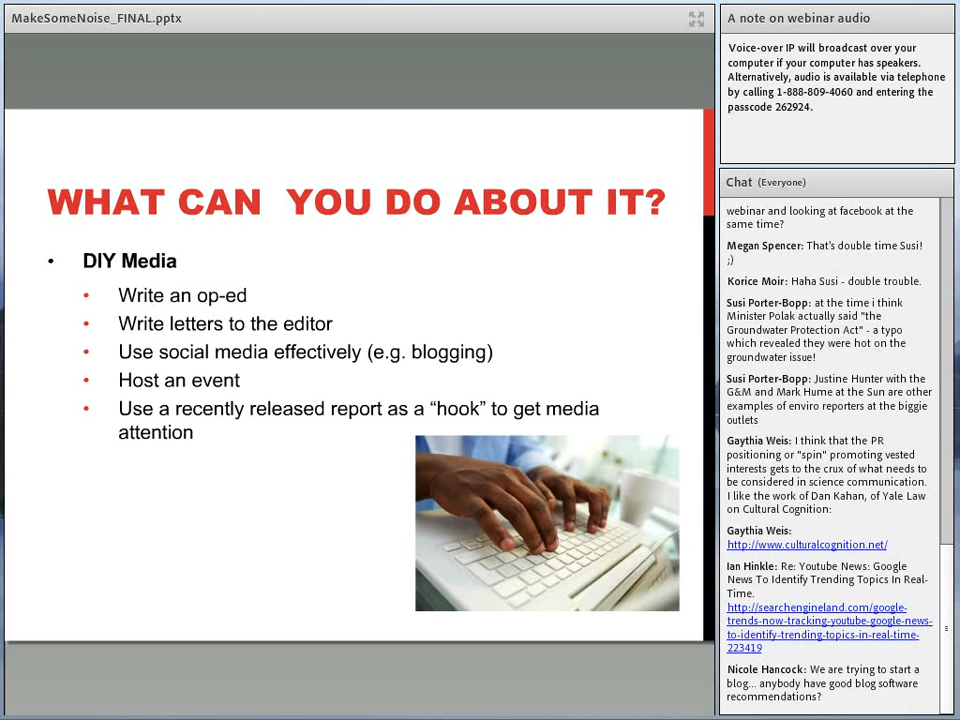 MakeSomeNoise_FINAL.pptx
WHAT CAN YOU DO ABOUT IT?
• DIY Media
• Write an op-ed
• Write letters to the editor
• Use social media effectively (e.g. blogging)
• Host an event
• Use a recently released report as a “hook” to get media
attention
A note on webinar audio
Voice-over IP will broadcast over your
computer if your computer has speakers.
Alternatively, audio is available via telephone
by calling 1-888-809-4060 and entering the
passcode 262924.
Chat (Everyone)
webinar and looking at facebook at the
same time?
Megan Spencer: That's double time Susi!
;)
Korice Moir: Haha Susi - double trouble.
Susi Porter-Bopp: at the time i think
Minister Polak actually said "the
Groundwater Protection Act" - a typo
which revealed they were hot on the
groundwater issue!
Susi Porter-Bopp: Justine Hunter with the
G&M and Mark Hume at the Sun are other
examples of enviro reporters at the biggie
outlets
Gaythia Weis: I think that the PR
positioning or "spin" promoting vested
interests gets to the crux of what needs to
be considered in science communication.
I like the work of Dan Kahan, of Yale Law
on Cultural Cognition:
Gaythia Weis:
http://www.culturalcognition.net/
Ian Hinkle: Re: Youtube News: Google
News To Identify Trending Topics In Real-
Time.
http://searchengineland.com/google-
trends-now-tracking-youtube-google-news-
to-identify-trending-topics-in-real-time-
223419
Nicole Hancock: We are trying to start a
blog... anybody have good blog software
recommendations?